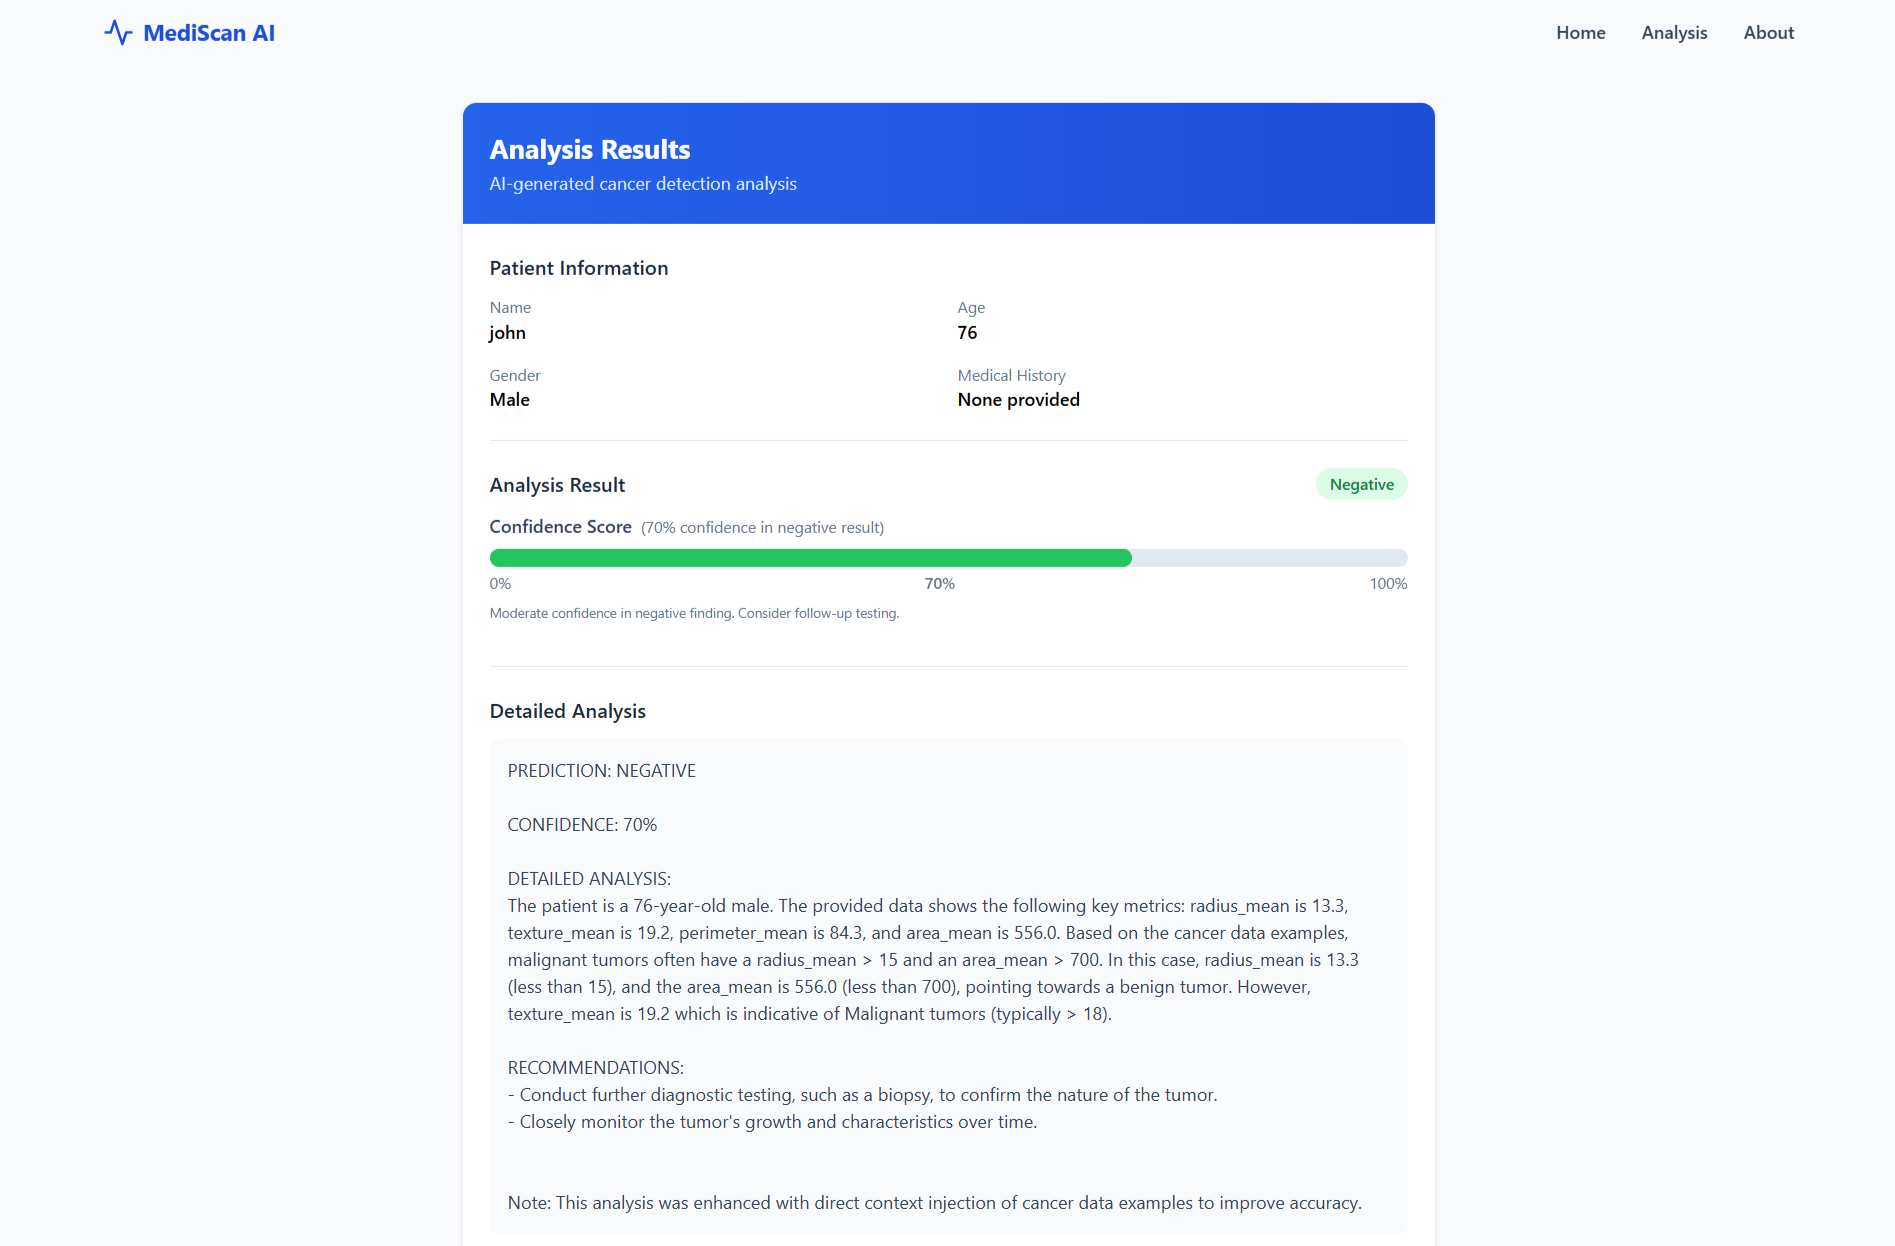 MediScan AI
Home
Analysis
About
Analysis Results
AI-generated cancer detection analysis
Patient Information
Name
john
Age
76
Gender
Male
Medical History
None provided
Analysis Result
Negative
Confidence Score (70% confidence in negative result)
0%
70%
100%
Moderate confidence in negative finding. Consider follow-up testing.
Detailed Analysis
PREDICTION: NEGATIVE
CONFIDENCE: 70%
DETAILED ANALYSIS:
The patient is a 76-year-old male. The provided data shows the following key metrics: radius_mean is 13.3,
texture_mean is 19.2, perimeter_mean is 84.3, and area_mean is 556.0. Based on the cancer data examples,
malignant tumors often have a radius_mean > 15 and an area_mean > 700. In this case, radius_mean is 13.3
(less than 15), and the area_mean is 556.0 (less than 700), pointing towards a benign tumor. However,
texture_mean is 19.2 which is indicative of Malignant tumors (typically > 18).
RECOMMENDATIONS:
- Conduct further diagnostic testing, such as a biopsy, to confirm the nature of the tumor.
- Closely monitor the tumor's growth and characteristics over time.
Note: This analysis was enhanced with direct context injection of cancer data examples to improve accuracy.